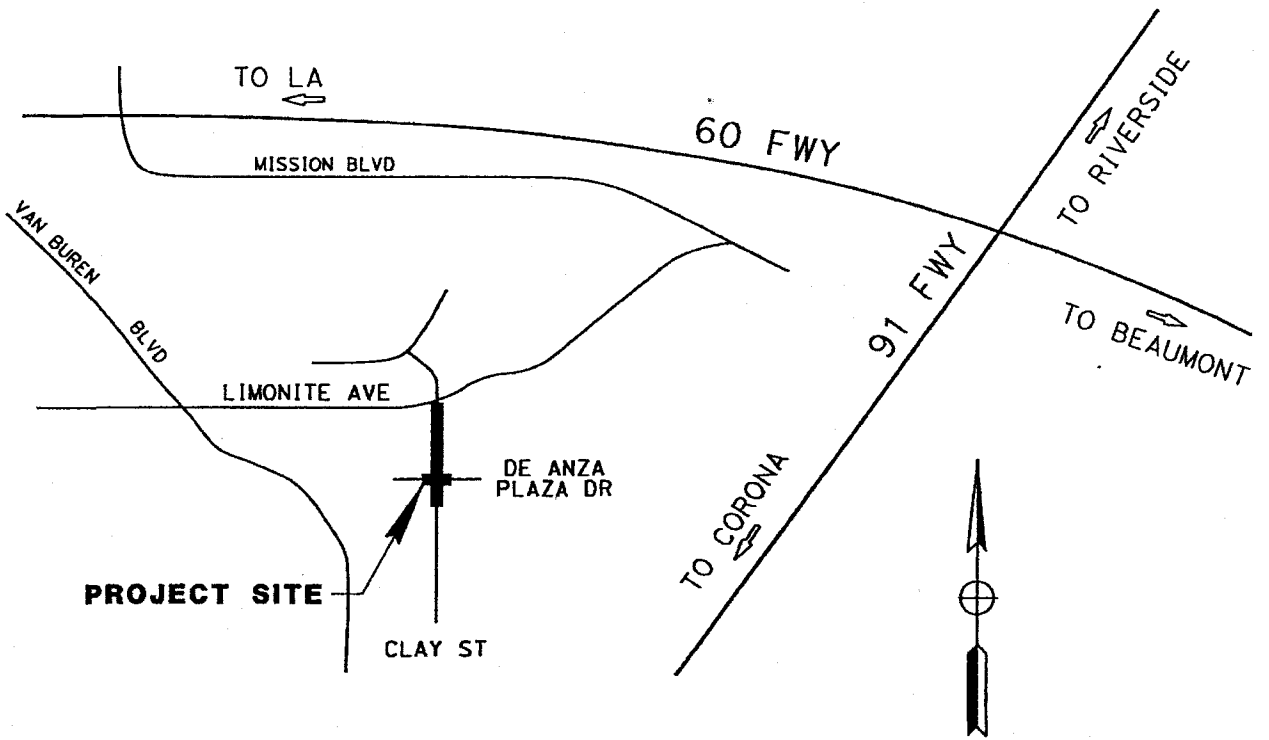 TO LA
60 FWY
MISSION BLVD
TO RIVERSIDE
VAN BUREN
BLVD
91 FWY
TO BEAUMONT
LIMONITE AVE
DE ANZA
PLAZA DR
TO CORONA
PROJECT SITE
CLAY ST